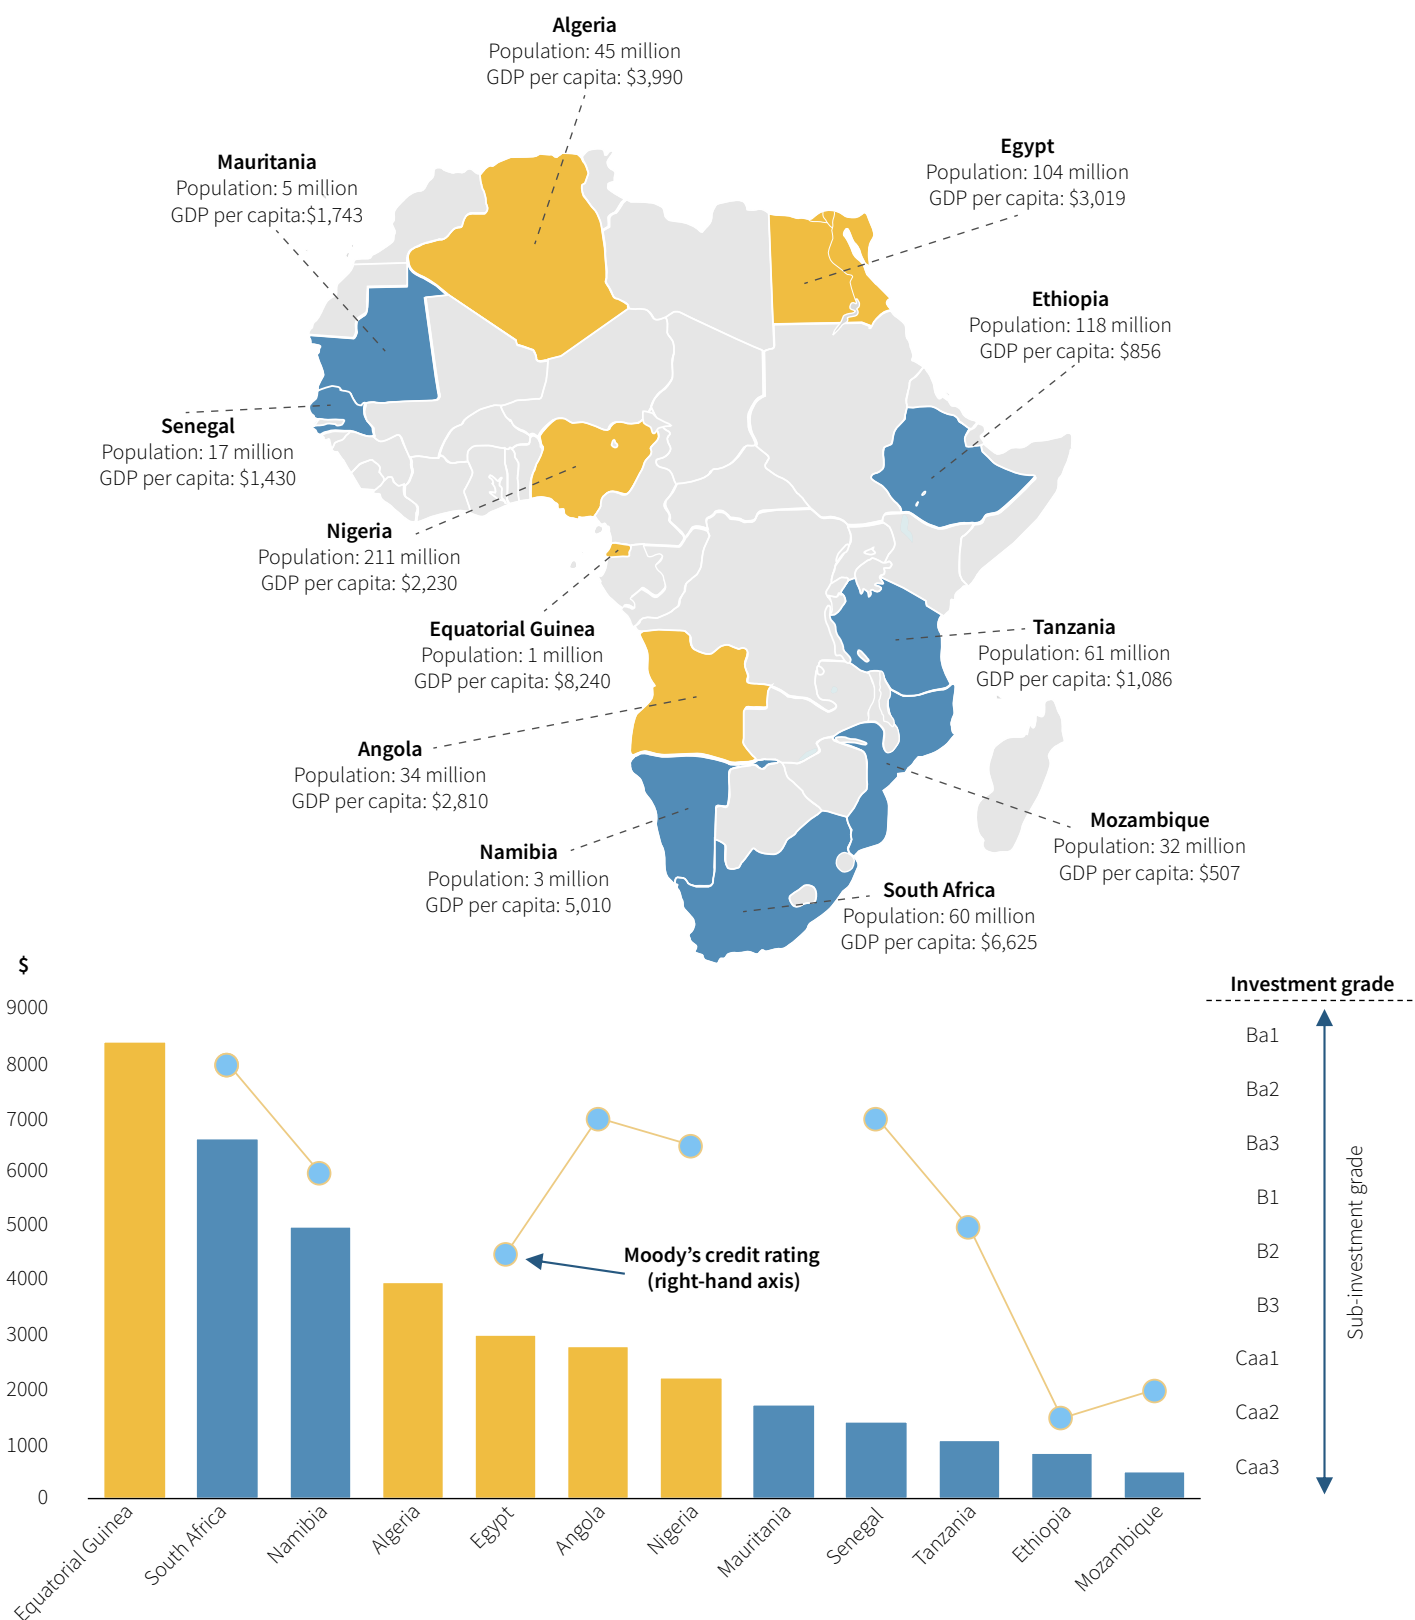 Algeria
Population: 45 million
GDP per capita: $3,990
Egypt
Population: 104 million
GDP per capita: $3,019
Mauritania
Population: 5 million
GDP per capita:$1,743
Ethiopia
Population: 118 million
GDP per capita: $856
Senegal
Population: 17 million
GDP per capita: $1,430
Nigeria
Population: 211 million
GDP per capita: $2,230
Equatorial Guinea
Population: 1 million
GDP per capita: $8,240
Tanzania
Population: 61 million
GDP per capita: $1,086
Angola
Population: 34 million
GDP per capita: $2,810
Mozambique
Population: 32 million
GDP per capita: $507
Namibia
Population: 3 million
GDP per capita: 5,010
South Africa
Population: 60 million
GDP per capita: $6,625
$
9000
8000
7000
6000
5000
4000
3000
2000
1000
0
Moody's credit rating
(right-hand axis)
Investment grade
Ba1
Ba2
Ba3
B1
B2
B3
Caa1
Caa2
Caa3
Sub-investment grade
Equatorial Guinea
South Africa
Namibia
Algeria
Egypt
Angola
Nigeria
Mauritania
Senegal
Tanzania
Ethiopia
Mozambique